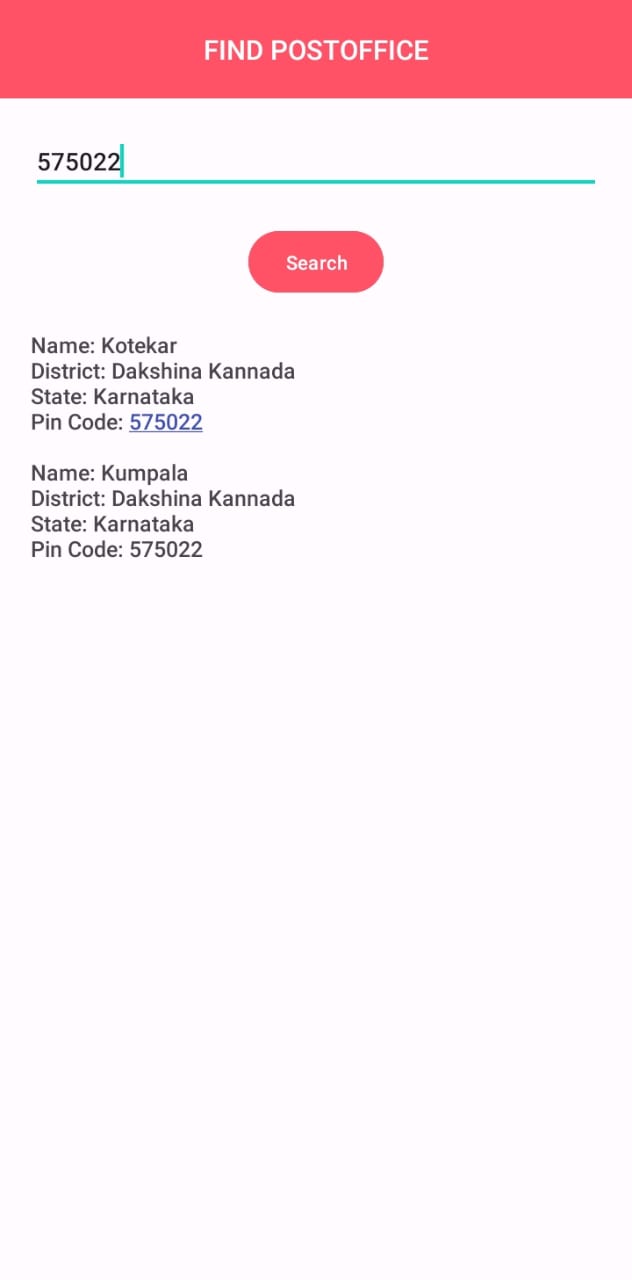 FIND POSTOFFICE
575022
Search
Name: Kotekar
District: Dakshina Kannada
State: Karnataka
Pin Code: 575022
Name: Kumpala
District: Dakshina Kannada
State: Karnataka
Pin Code: 575022